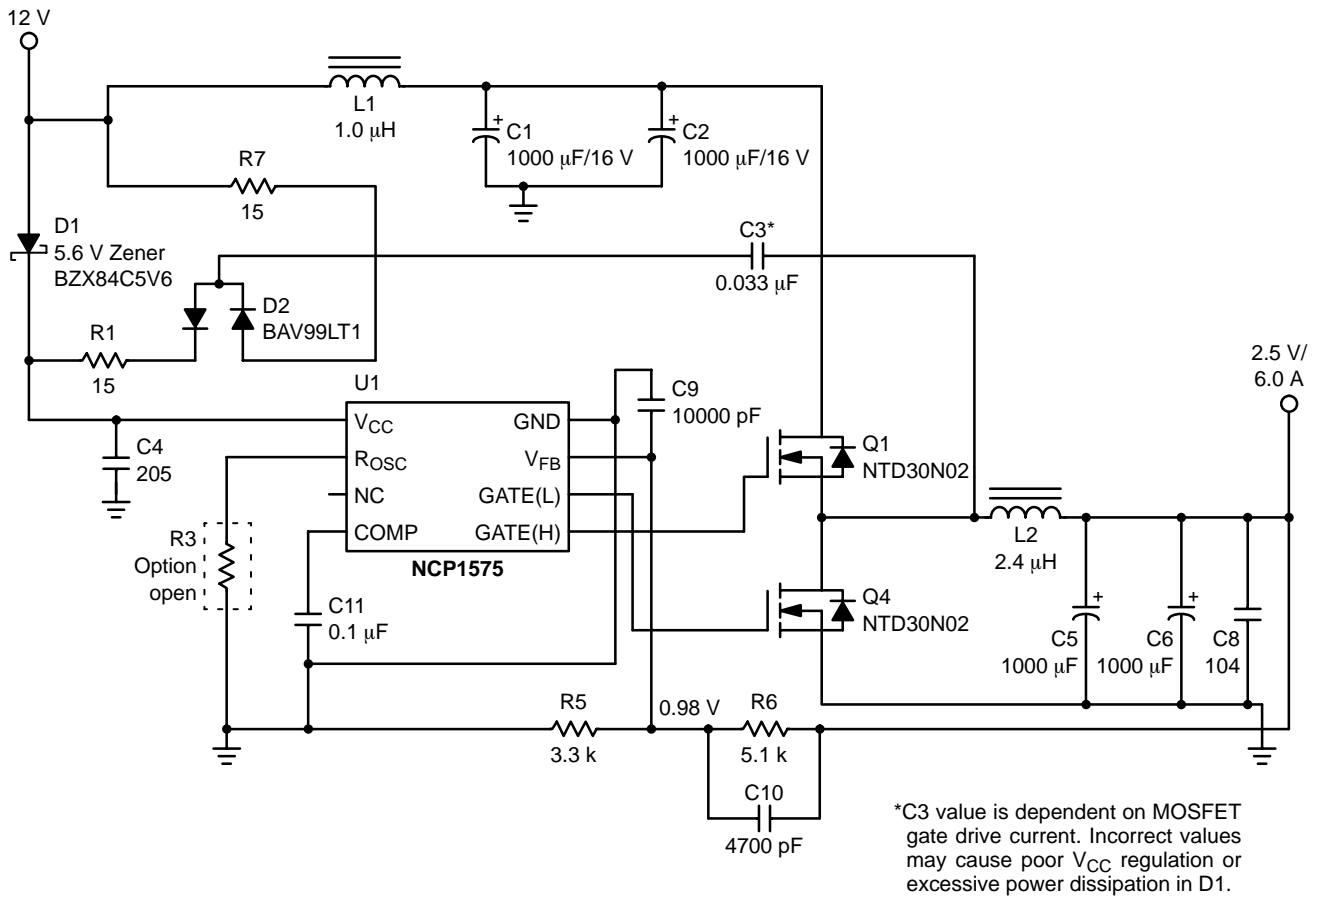 12 V
L1
1.0 μH
C1
1000 μF/16 V
C2
1000 μF/16 V
R7
15
D1
5.6 V Zener
BZX84C5V6
C3*
0.033 μF
D2
BAV99LT1
R1
15
2.5 V/
6.0 A
U1
C9
10000 pF
VCC
GND
C4
205
ROSC
VFB
Q1
NTD30N02
NC
GATE(L)
COMP
GATE(H)
NCP1575
R3
Option
open
L2
2.4 μH
C11
0.1 μF
Q4
NTD30N02
C5
1000 μF
C6
1000 μF
C8
104
R5
3.3 k
0.98 V
R6
5.1 k
C10
4700 pF
*C3 value is dependent on MOSFET
gate drive current. Incorrect values
may cause poor VCC regulation or
excessive power dissipation in D1.